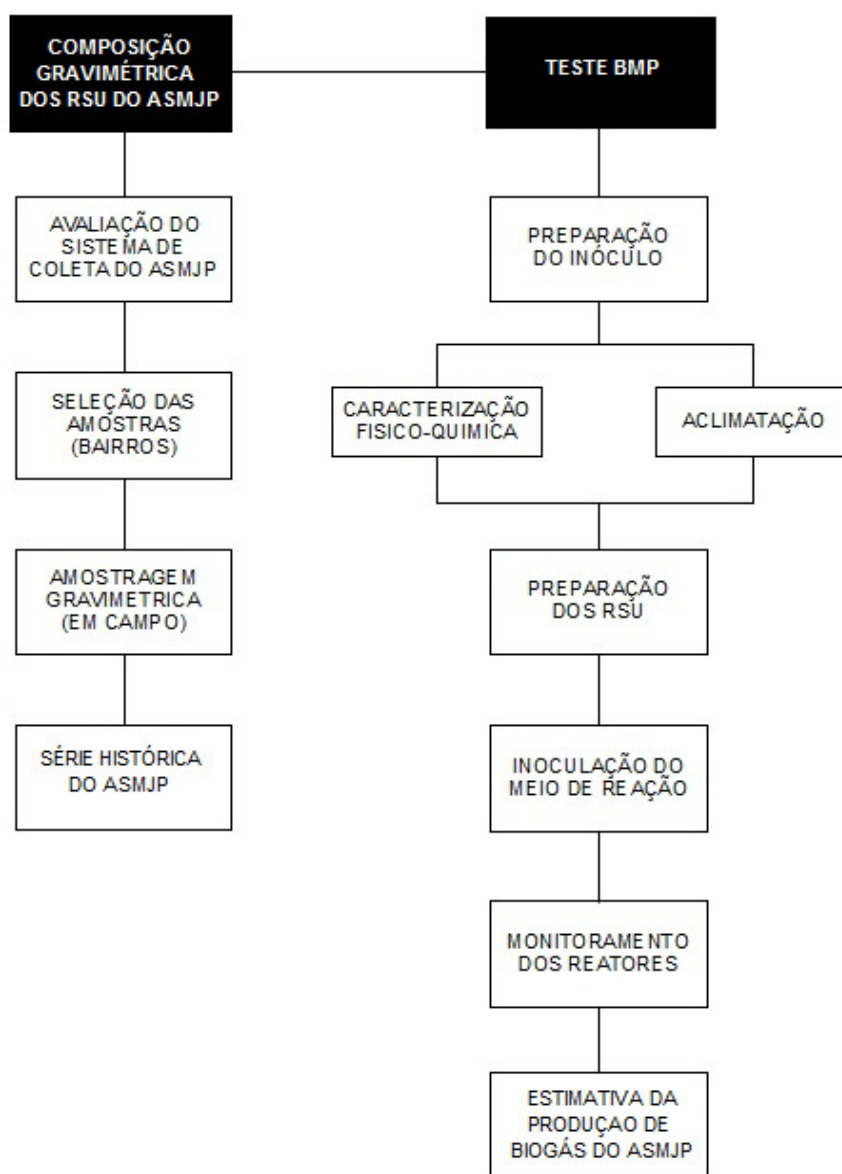 COMPOSIÇÃO
GRAVIMÉTRICA
DOS RSU DO ASMJP
AVALIAÇÃO DO
SISTEMA DE
COLETA DO ASMJP
SELEÇÃO DAS
AMOSTRAS
(BAIRROS)
AMOSTRAGEM
GRAVIMETRICA
(EM CAMPO)
SÉRIE HISTÓRICA
DO ASMJP
TESTE BMP
PREPARAÇÃO
DO INÓCULO
CARACTERIZAÇÃO
FISICO-QUIMICA
ACLIMATAÇÃO
PREPARAÇÃO
DOS RSU
INOCULAÇÃO DO
MEIO DE REAÇÃO
MONITORAMENTO
DOS REATORES
ESTIMATIVA DA
PRODUÇAO DE
BIOGÁS DO ASMJP